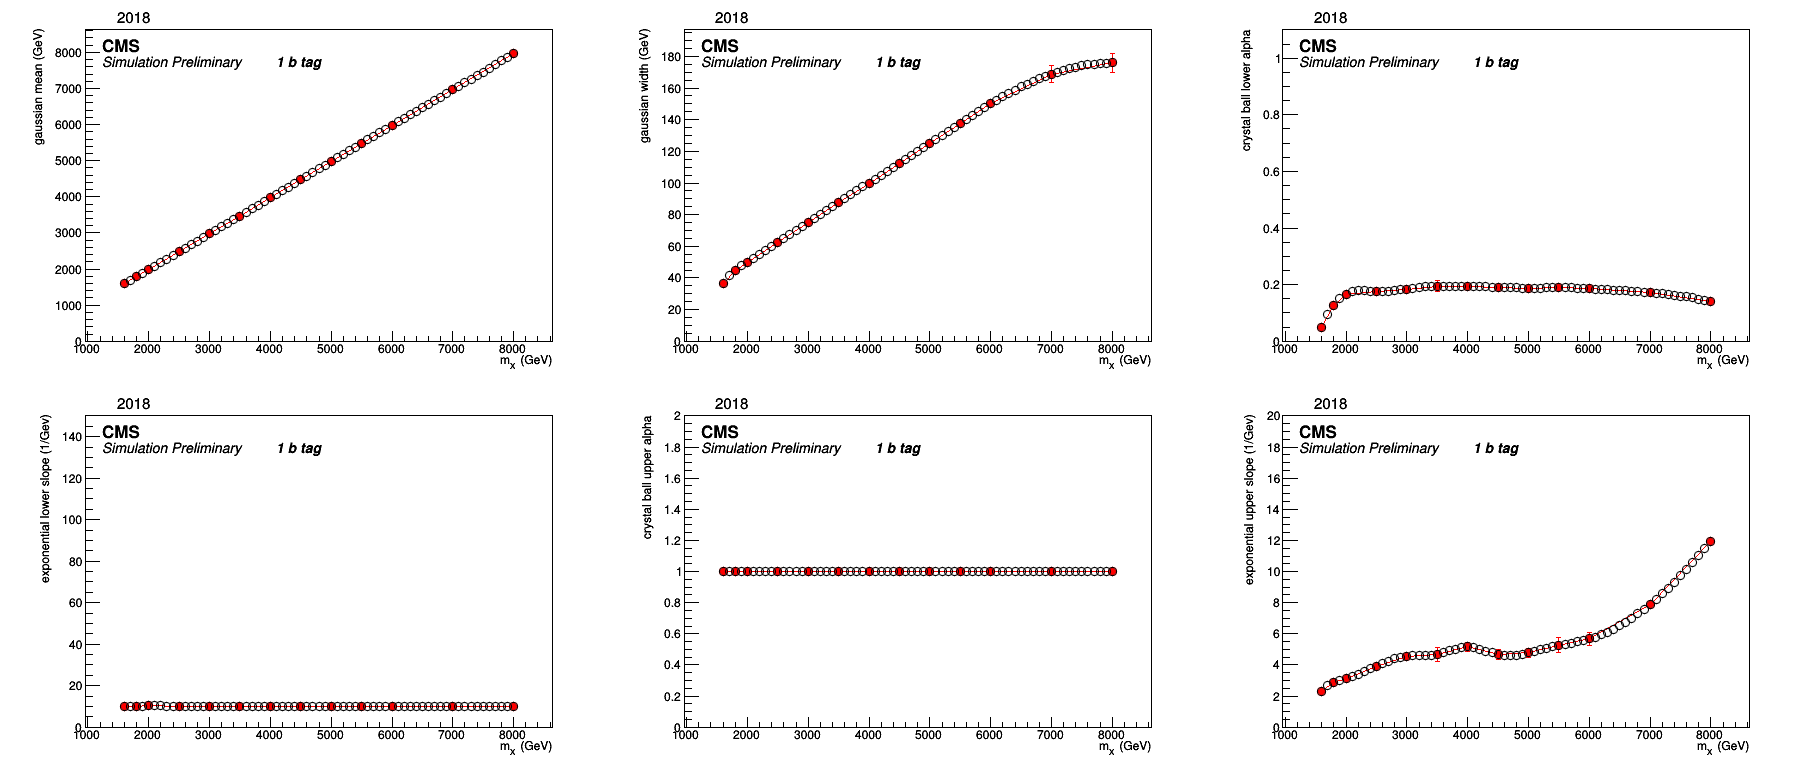 2018
CMS
Simulation Preliminary 1 b tag
gaussian mean (GeV)
8000
7000
6000
5000
4000
3000
2000
1000
0
1000 2000 3000 4000 5000 6000 7000 8000
m_x (GeV)
2018
CMS
Simulation Preliminary 1 b tag
gaussian width (GeV)
180
160
140
120
100
80
60
40
20
0
1000 2000 3000 4000 5000 6000 7000 8000
m_x (GeV)
2018
CMS
Simulation Preliminary 1 b tag
crystal ball lower alpha
1
0.8
0.6
0.4
0.2
0
1000 2000 3000 4000 5000 6000 7000 8000
m_x (GeV)
2018
CMS
Simulation Preliminary 1 b tag
exponential lower slope (1/Gev)
140
120
100
80
60
40
20
0
1000 2000 3000 4000 5000 6000 7000 8000
m_x (GeV)
2018
CMS
Simulation Preliminary 1 b tag
crystal ball upper alpha
2
1.8
1.6
1.4
1.2
1
0.8
0.6
0.4
0.2
0
1000 2000 3000 4000 5000 6000 7000 8000
m_x (GeV)
2018
CMS
Simulation Preliminary 1 b tag
exponential upper slope (1/Gev)
20
18
16
14
12
10
8
6
4
2
0
1000 2000 3000 4000 5000 6000 7000 8000
m_x (GeV)